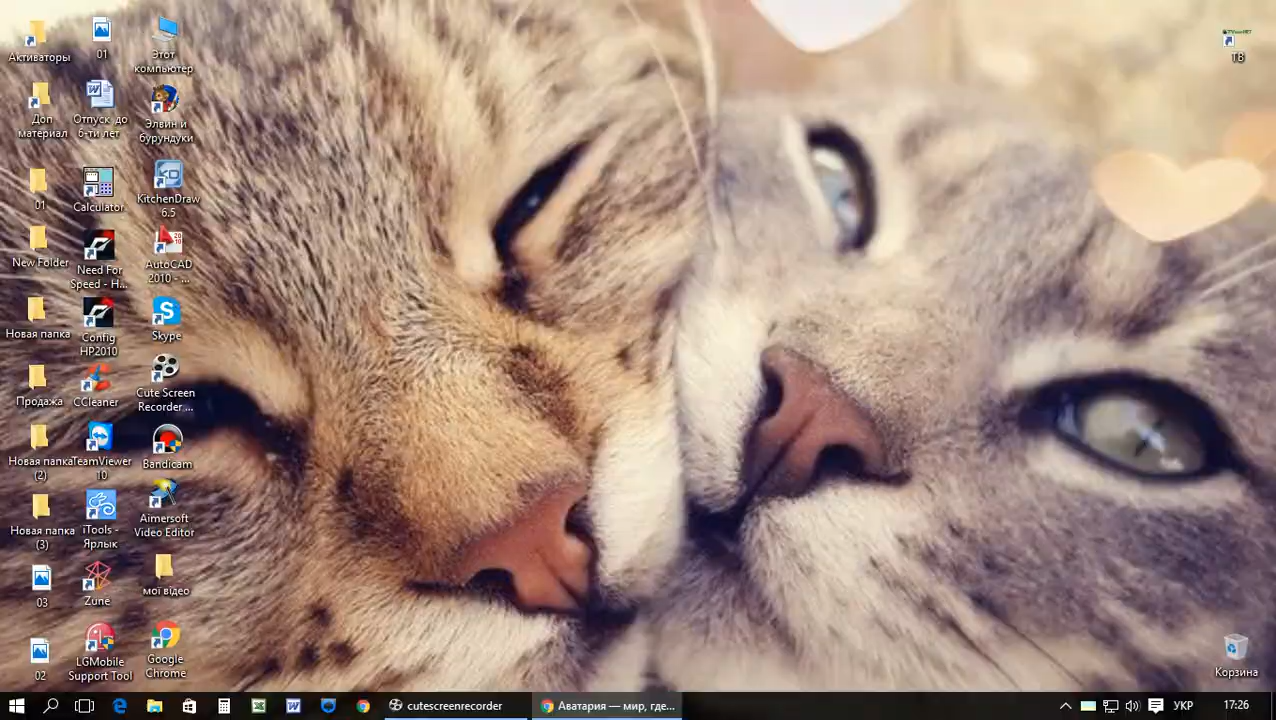 Активаторы
01
Этот
компьютер
ТВ
Доп
материал
Отпуск до
6-ти лет
Элвин и
бурундуки
01
Calculator
KitchenDraw
6.5
New Folder
Need For
Speed - H...
AutoCAD
2010 - ...
Новая папка
Config
HP2010
Skype
Продажа
CCleaner
Cute Screen
Recorder ...
Новая папка
(2)
TeamViewer
10
Bandicam
Новая папка
(3)
iTools -
Ярлык
Aimersoft
Video Editor
03
Zune
мої відео
02
LGMobile
Support Tool
Google
Chrome
Корзина
cutescreenrecorder
Аватария — мир, где...
УКР
17:26